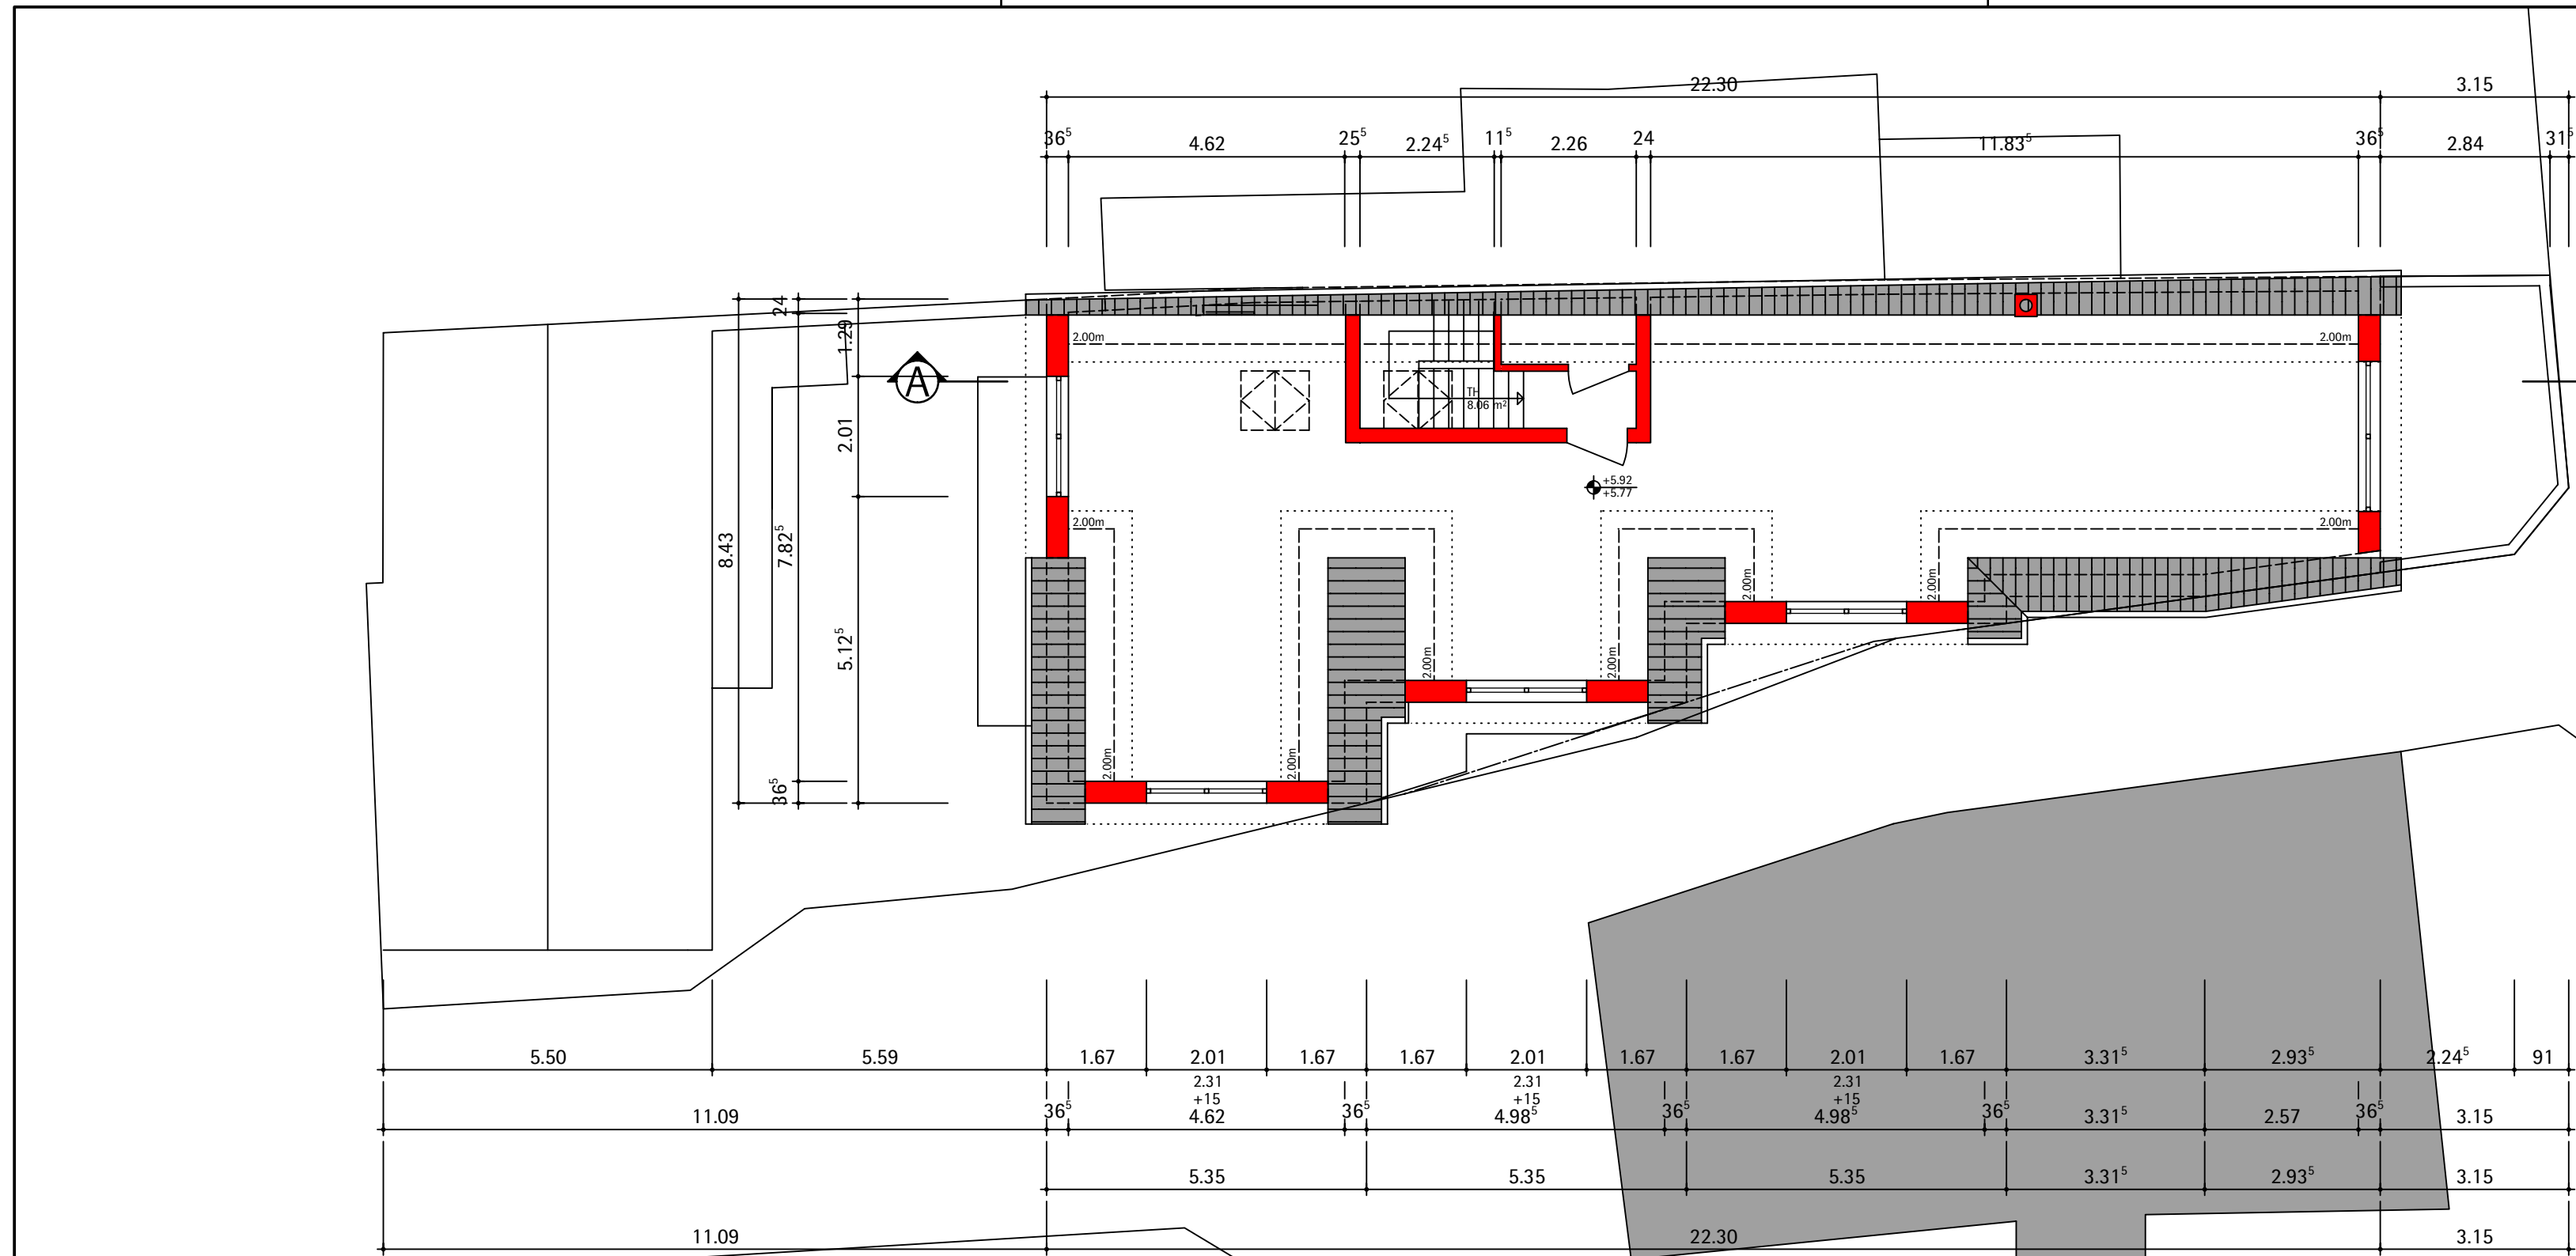 22.30 3.15
36⁵ 4.62 25⁵ 2.24⁵ 11⁵ 2.26 24 11.83⁵ 36⁵ 2.84 31⁵
24
1.29
2.01
5.12⁵
7.82⁵
36⁵
8.43
A
2.00m 2.00m
TH
8.06 m²
+5.92
+5.77
2.00m 2.00m
2.00m 2.00m
2.00m 2.00m
2.00m 2.00m
5.50 5.59 1.67 2.01 1.67 1.67 2.01 1.67 1.67 2.01 1.67 3.31⁵ 2.93⁵ 2.24⁵ 91
2.31 2.31 2.31
+15 +15 +15
11.09 36⁵ 4.62 36⁵ 4.98⁵ 36⁵ 4.98⁵ 36⁵ 3.31⁵ 2.57 36⁵ 3.15
5.35 5.35 5.35 3.31⁵ 2.93⁵ 3.15
11.09 22.30 3.15